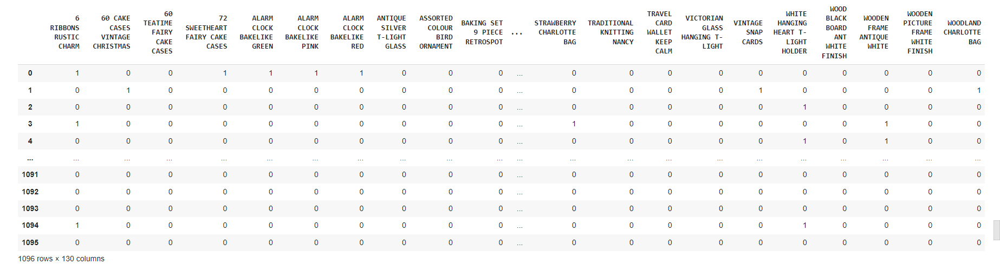 6 RIBBONS RUSTIC CHARM	60 CAKE CASES VINTAGE CHRISTMAS	60 TEATIME FAIRY CAKE CASES	72 SWEETHEART FAIRY CAKE CASES	ALARM CLOCK BAKELIKE GREEN	ALARM CLOCK BAKELIKE PINK	ALARM CLOCK BAKELIKE RED	ANTIQUE SILVER T-LIGHT GLASS	ASSORTED COLOUR BIRD ORNAMENT	BAKING SET 9 PIECE RETROSPOT	...	STRAWBERRY CHARLOTTE BAG	TRADITIONAL KNITTING NANCY	TRAVEL CARD WALLET KEEP CALM	VICTORIAN GLASS HANGING T-LIGHT	VINTAGE SNAP CARDS	WHITE HANGING HEART T-LIGHT HOLDER	WOOD BLACK BOARD ANT WHITE FINISH	WOODEN FRAME ANTIQUE WHITE	WOODEN PICTURE FRAME WHITE FINISH	WOODLAND CHARLOTTE BAG
0	1	0	0	1	1	1	1	0	0	0	...	0	0	0	0	0	0	0	0	0	0
1	0	1	0	0	0	0	0	0	0	0	...	0	0	0	0	1	0	0	0	0	1
2	0	0	0	0	0	0	0	0	0	0	...	0	0	0	0	0	1	0	0	0	0
3	1	0	0	0	0	0	0	0	0	0	...	1	0	0	0	0	0	0	1	0	0
4	0	0	0	0	0	0	0	0	0	0	...	0	0	0	0	0	1	0	1	0	0
...	...	...	...	...	...	...	...	...	...	...	...	...	...	...	...	...	...	...	...	...	...
1091	0	0	0	0	0	0	0	0	0	0	...	0	0	0	0	0	0	0	0	0	0
1092	0	0	0	0	0	0	0	0	0	0	...	0	0	0	0	0	0	0	0	0	0
1093	0	0	0	0	0	0	0	0	0	0	...	0	0	0	0	0	0	0	0	0	0
1094	1	0	0	0	0	0	0	0	0	0	...	0	0	0	0	0	1	0	0	0	0
1095	0	0	0	0	0	0	0	0	0	0	...	0	0	0	0	0	0	0	0	0	0
1096 rows × 130 columns